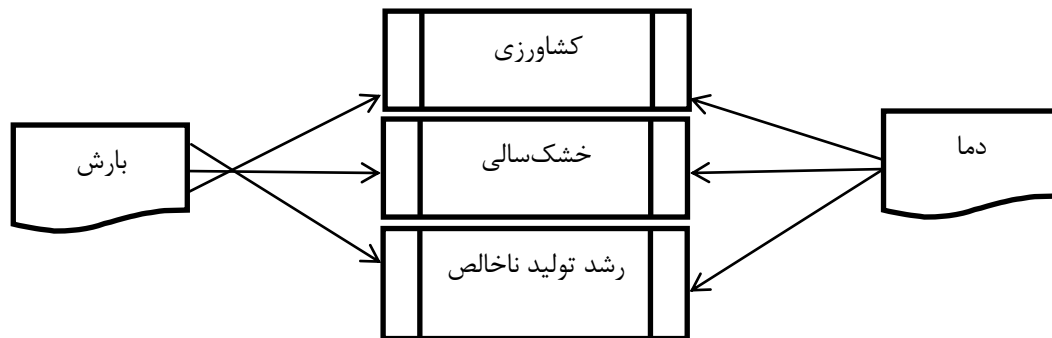 کشاورزی
دما
خشک‌سالی
بارش
رشد تولید ناخالص